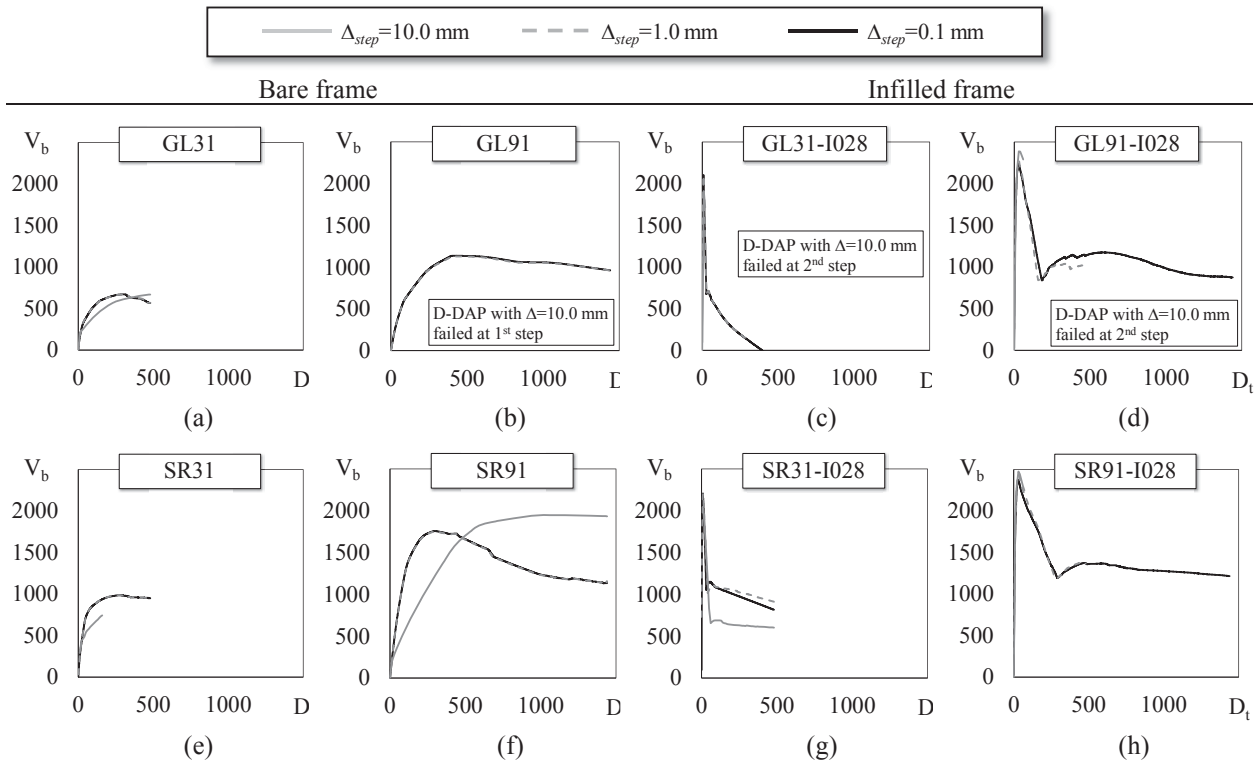 Δstep=10.0 mm Δstep=1.0 mm Δstep=0.1 mm
Bare frame Infilled frame
Vb GL31
2000
1500
1000
500
0
0 500 1000 D
(a)
Vb GL91
2000
1500
1000
500
0
D-DAP with Δ=10.0 mm
failed at 1st step
0 500 1000 D
(b)
Vb GL31-I028
2000
1500
1000
500
0
D-DAP with Δ=10.0 mm
failed at 2nd step
0 500 1000 D
(c)
Vb GL91-I028
2000
1500
1000
500
0
D-DAP with Δ=10.0 mm
failed at 2nd step
0 500 1000 Dt
(d)
Vb SR31
2000
1500
1000
500
0
0 500 1000 D
(e)
Vb SR91
2000
1500
1000
500
0
0 500 1000 D
(f)
Vb SR31-I028
2000
1500
1000
500
0
0 500 1000 D
(g)
Vb SR91-I028
2000
1500
1000
500
0
0 500 1000 Dt
(h)